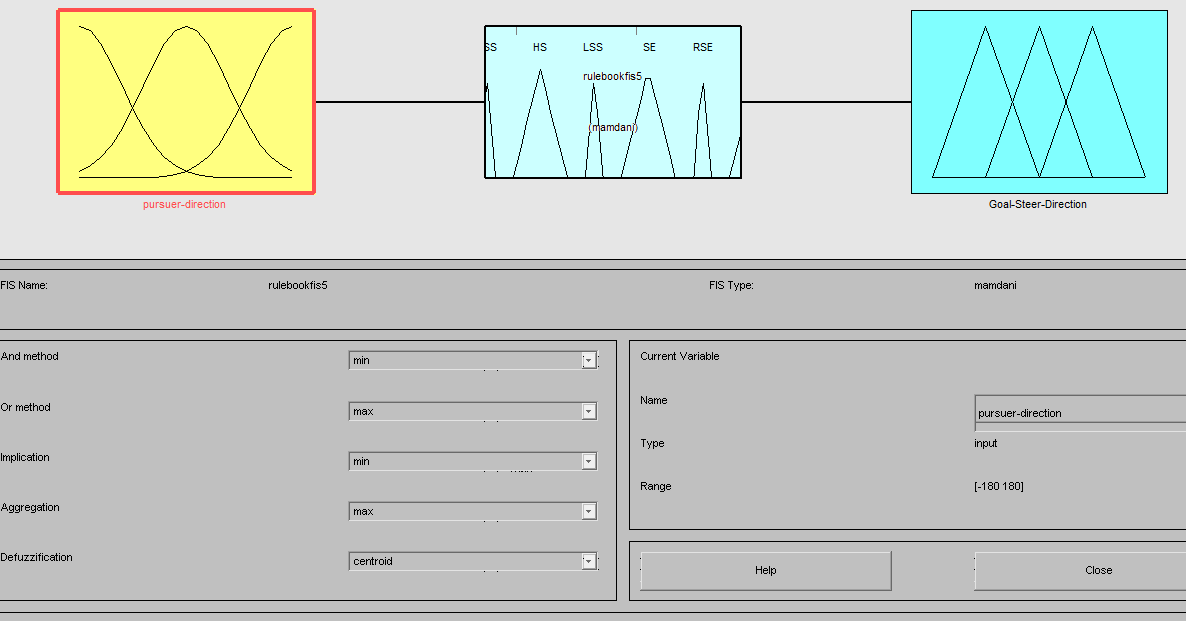 SS HS LSS SE RSE
rulebookfis5
(mamdani)
pursuer-direction
Goal-Steer-Direction
FIS Name: rulebookfis5 FIS Type: mamdani
And method min
Or method max
Implication min
Aggregation max
Defuzzification centroid
Current Variable
Name pursuer-direction
Type input
Range [-180 180]
Help Close